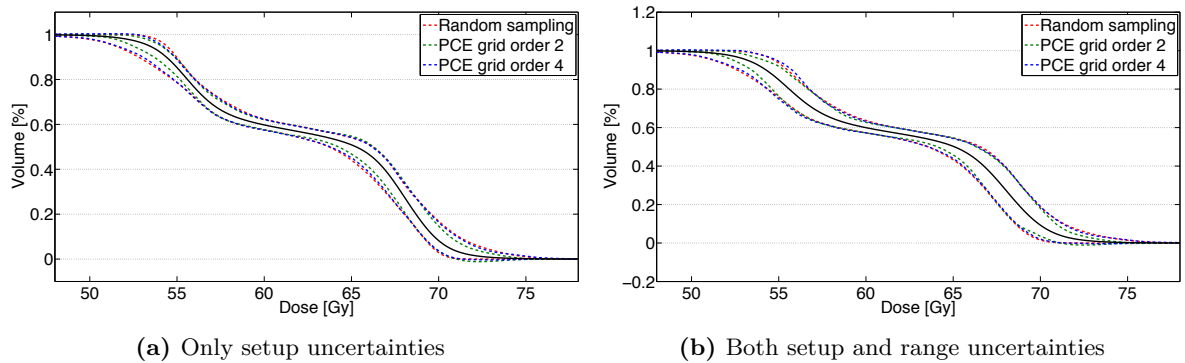 Random sampling
PCE grid order 2
PCE grid order 4
1
0.8
0.6
0.4
0.2
0
Volume [%]
50 55 60 65 70 75
Dose [Gy]
(a) Only setup uncertainties
Random sampling
PCE grid order 2
PCE grid order 4
1.2
1
0.8
0.6
0.4
0.2
0
−0.2
Volume [%]
50 55 60 65 70 75
Dose [Gy]
(b) Both setup and range uncertainties